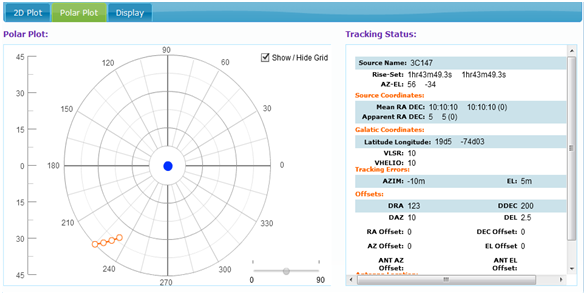 2D Plot Polar Plot Display
Polar Plot:
45
30
15
0
15
30
45
90
120
60
150
30
180
0
210
240
300
270
Show / Hide Grid
0 90
Tracking Status:
Source Name: 3C147
Rise-Set: 1hr43m49.3s 1hr43m49.3s
AZ-EL: 56 -34
Source Coordinates:
Mean RA DEC: 10:10:10 10:10:10 (0)
Apparent RA DEC: 5 5 (0)
Galatic Coordinates:
Latitude Longitude: 19d5 -74d03
VLSR: 10
VHELIO: 10
Tracking Errors:
AZIM: -10m EL: 5m
Offsets:
DRA 123 DDEC 200
DAZ 10 DEL 2.5
RA Offset: 0 DEC Offset: 0
AZ Offset: 0 EL Offset: 0
ANT AZ Offset: ANT EL Offset: